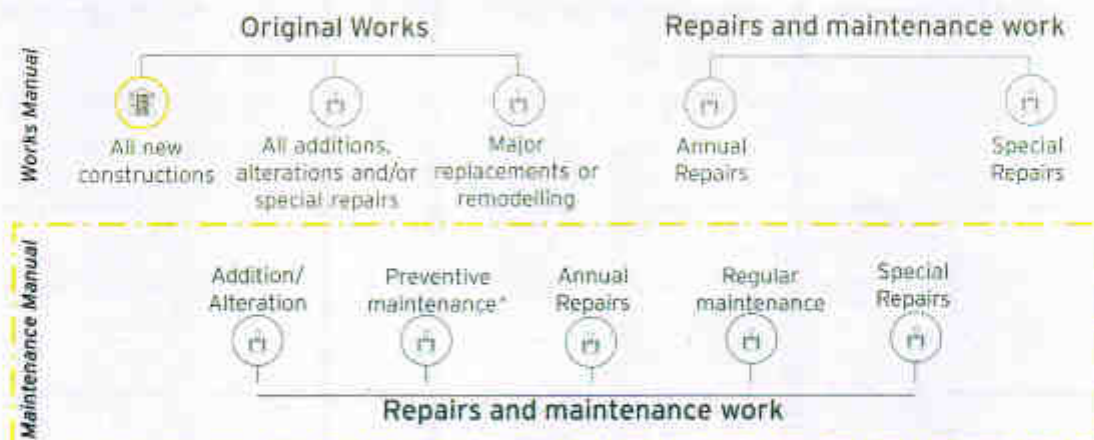 Works Manual
Original Works
Repairs and maintenance work
All new
constructions
All additions,
alterations and/or
special repairs
Major
replacements or
remodelling
Annual
Repairs
Special
Repairs
Maintenance Manual
Addition/
Alteration
Preventive
maintenance*
Annual
Repairs
Regular
maintenance
Special
Repairs
Repairs and maintenance work